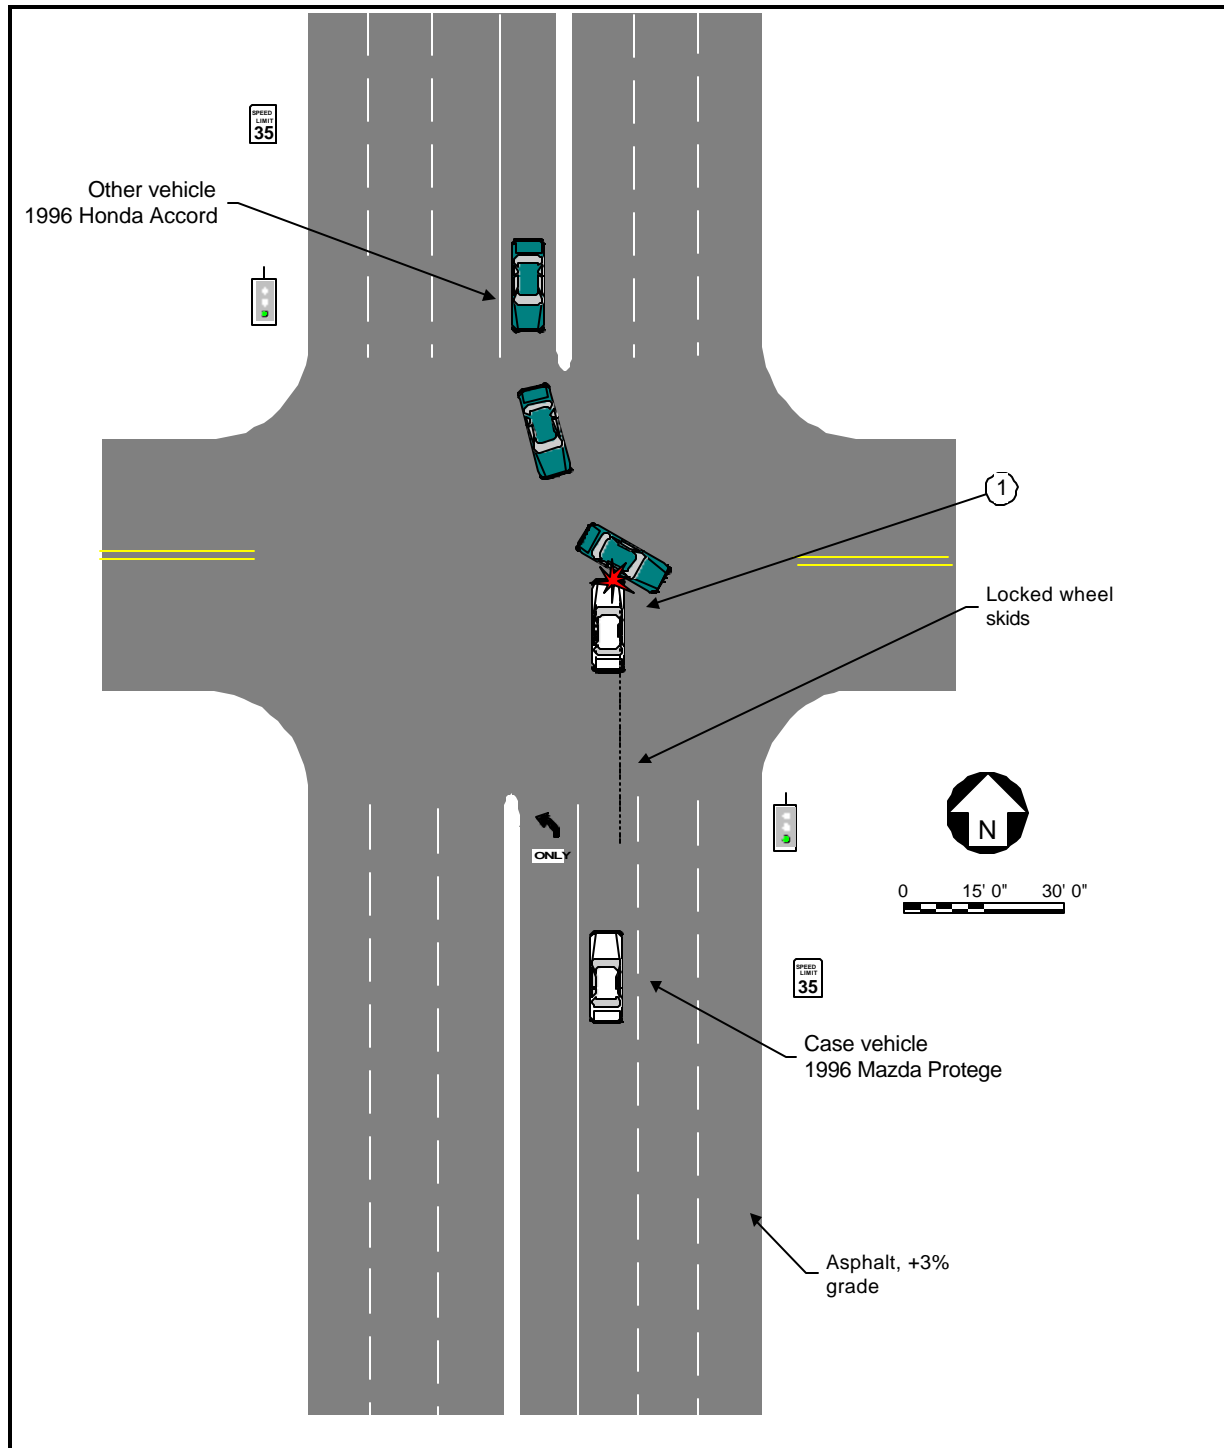 SPEED
LIMIT
35
Other vehicle
1996 Honda Accord
1
Locked wheel
skids
ONLY
N
0 15' 0" 30' 0"
SPEED
LIMIT
35
Case vehicle
1996 Mazda Protege
Asphalt, +3%
grade